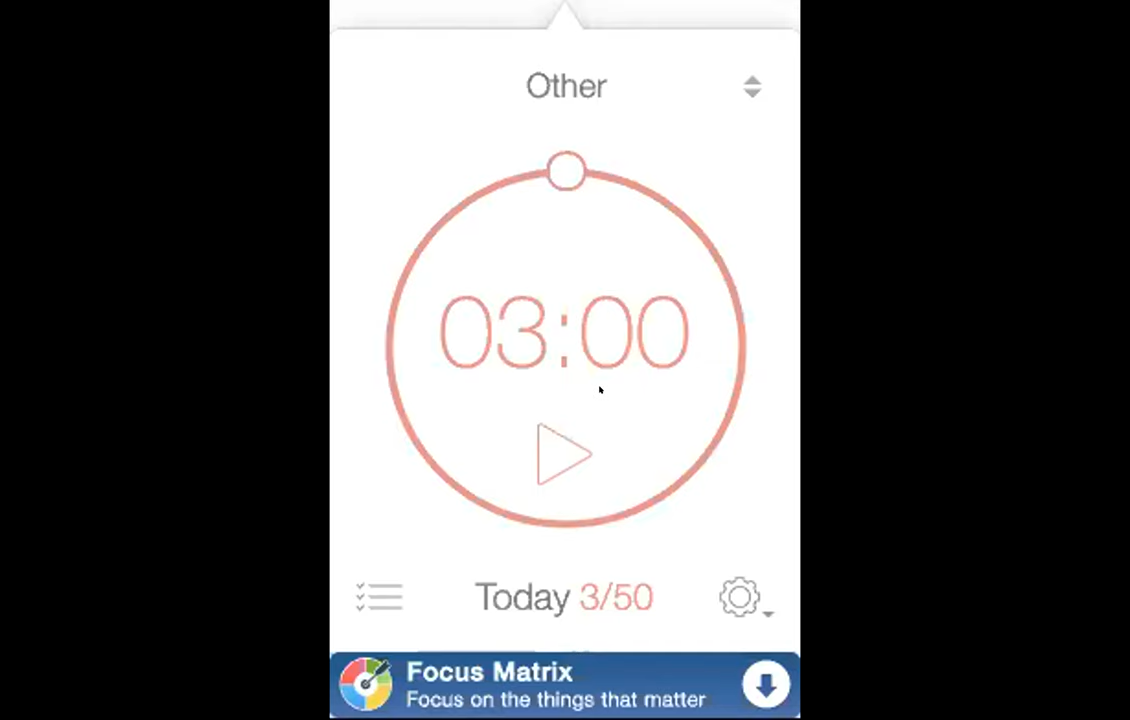 Other
03:00
Today 3/50
Focus Matrix
Focus on the things that matter